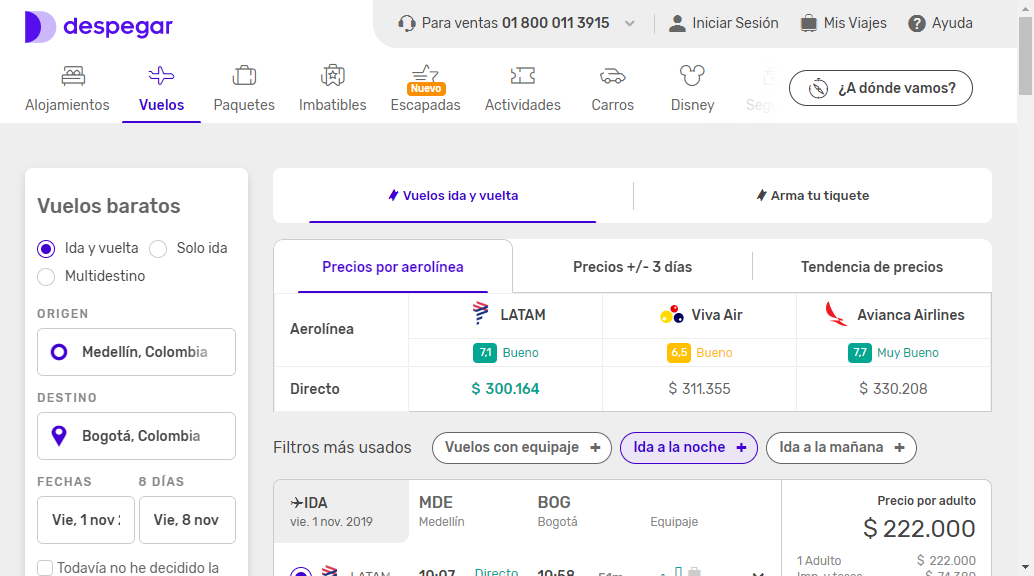 despegar
Para ventas 01 800 011 3915
Iniciar Sesión
Mis Viajes
Ayuda
Alojamientos
Vuelos
Paquetes
Imbatibles
Nuevo
Escapadas
Actividades
Carros
Disney
¿A dónde vamos?
Vuelos baratos
Ida y vuelta
Solo ida
Multidestino
ORIGEN
Medellín, Colombia
DESTINO
Bogotá, Colombia
FECHAS
8 DÍAS
Vie, 1 nov
Vie, 8 nov
Todavía no he decidido la
Vuelos ida y vuelta
Arma tu tiquete
Precios por aerolínea
Precios +/- 3 días
Tendencia de precios
Aerolínea
LATAM
Viva Air
Avianca Airlines
7,1 Bueno
6,5 Bueno
7,7 Muy Bueno
Directo
$ 300.164
$ 311.355
$ 330.208
Filtros más usados
Vuelos con equipaje +
Ida a la noche +
Ida a la mañana +
IDA
vie. 1 nov. 2019
MDE
Medellín
BOG
Bogotá
Equipaje
LATAM
10:07
Directo
10:58
51m
Precio por adulto
$ 222.000
1 Adulto
$ 222.000
Imp. y tasas
$ 74.390